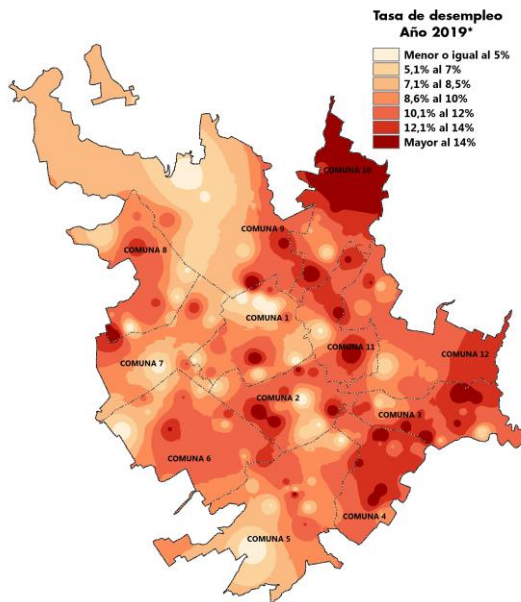 Tasa de desempleo
Año 2019*
Menor o igual al 5%
5,1% al 7%
7,1% al 8,5%
8,6% al 10%
10,1% al 12%
12,1% al 14%
Mayor al 14%
COMUNA 10
COMUNA 9
COMUNA 8
COMUNA 1
COMUNA 11
COMUNA 12
COMUNA 7
COMUNA 2
COMUNA 3
COMUNA 6
COMUNA 4
COMUNA 5